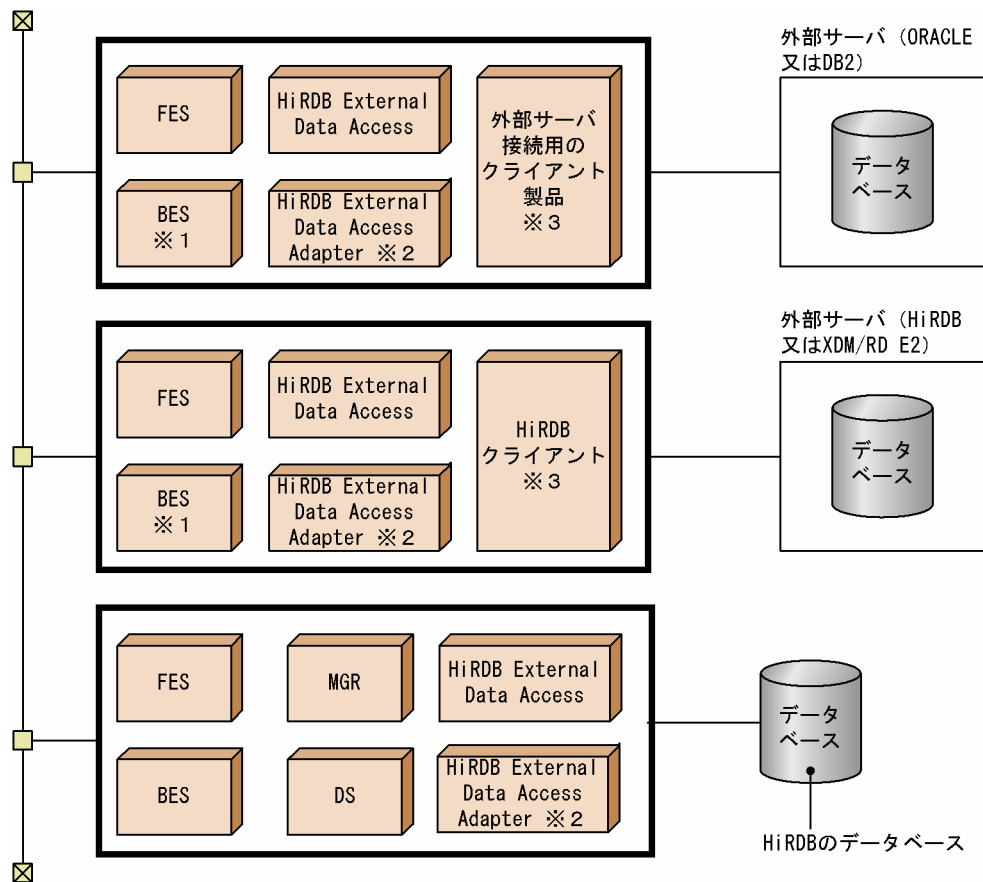 外部サーバ (ORACLE
又はDB2)
FES
HiRDB External
Data Access
外部サーバ
接続用の
クライアント
製品
※3
BES
※1
HiRDB External
Data Access
Adapter ※2
データ
ベース
外部サーバ (HiRDB
又はXDM/RD E2)
FES
HiRDB External
Data Access
HiRDB
クライアント
※3
BES
※1
HiRDB External
Data Access
Adapter ※2
データ
ベース
FES
MGR
HiRDB External
Data Access
BES
DS
HiRDB External
Data Access
Adapter ※2
データ
ベース
HiRDBのデータベース